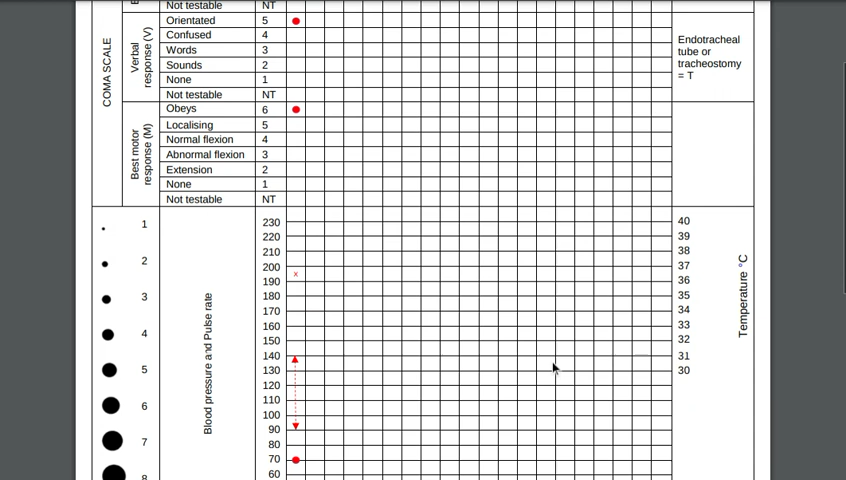 Not testable NT
COMA SCALE
Verbal
response (V)
Orientated 5
Confused 4
Words 3
Sounds 2
None 1
Not testable NT
Endotracheal
tube or
tracheostomy
= T
Best motor
response (M)
Obeys 6
Localising 5
Normal flexion 4
Abnormal flexion 3
Extension 2
None 1
Not testable NT
1
2
3
4
5
6
7
8
Blood pressure and Pulse rate
230
220
210
200
190
180
170
160
150
140
130
120
110
100
90
80
70
60
x
40
39
38
37
36
35
34
33
32
31
30
Temperature °C